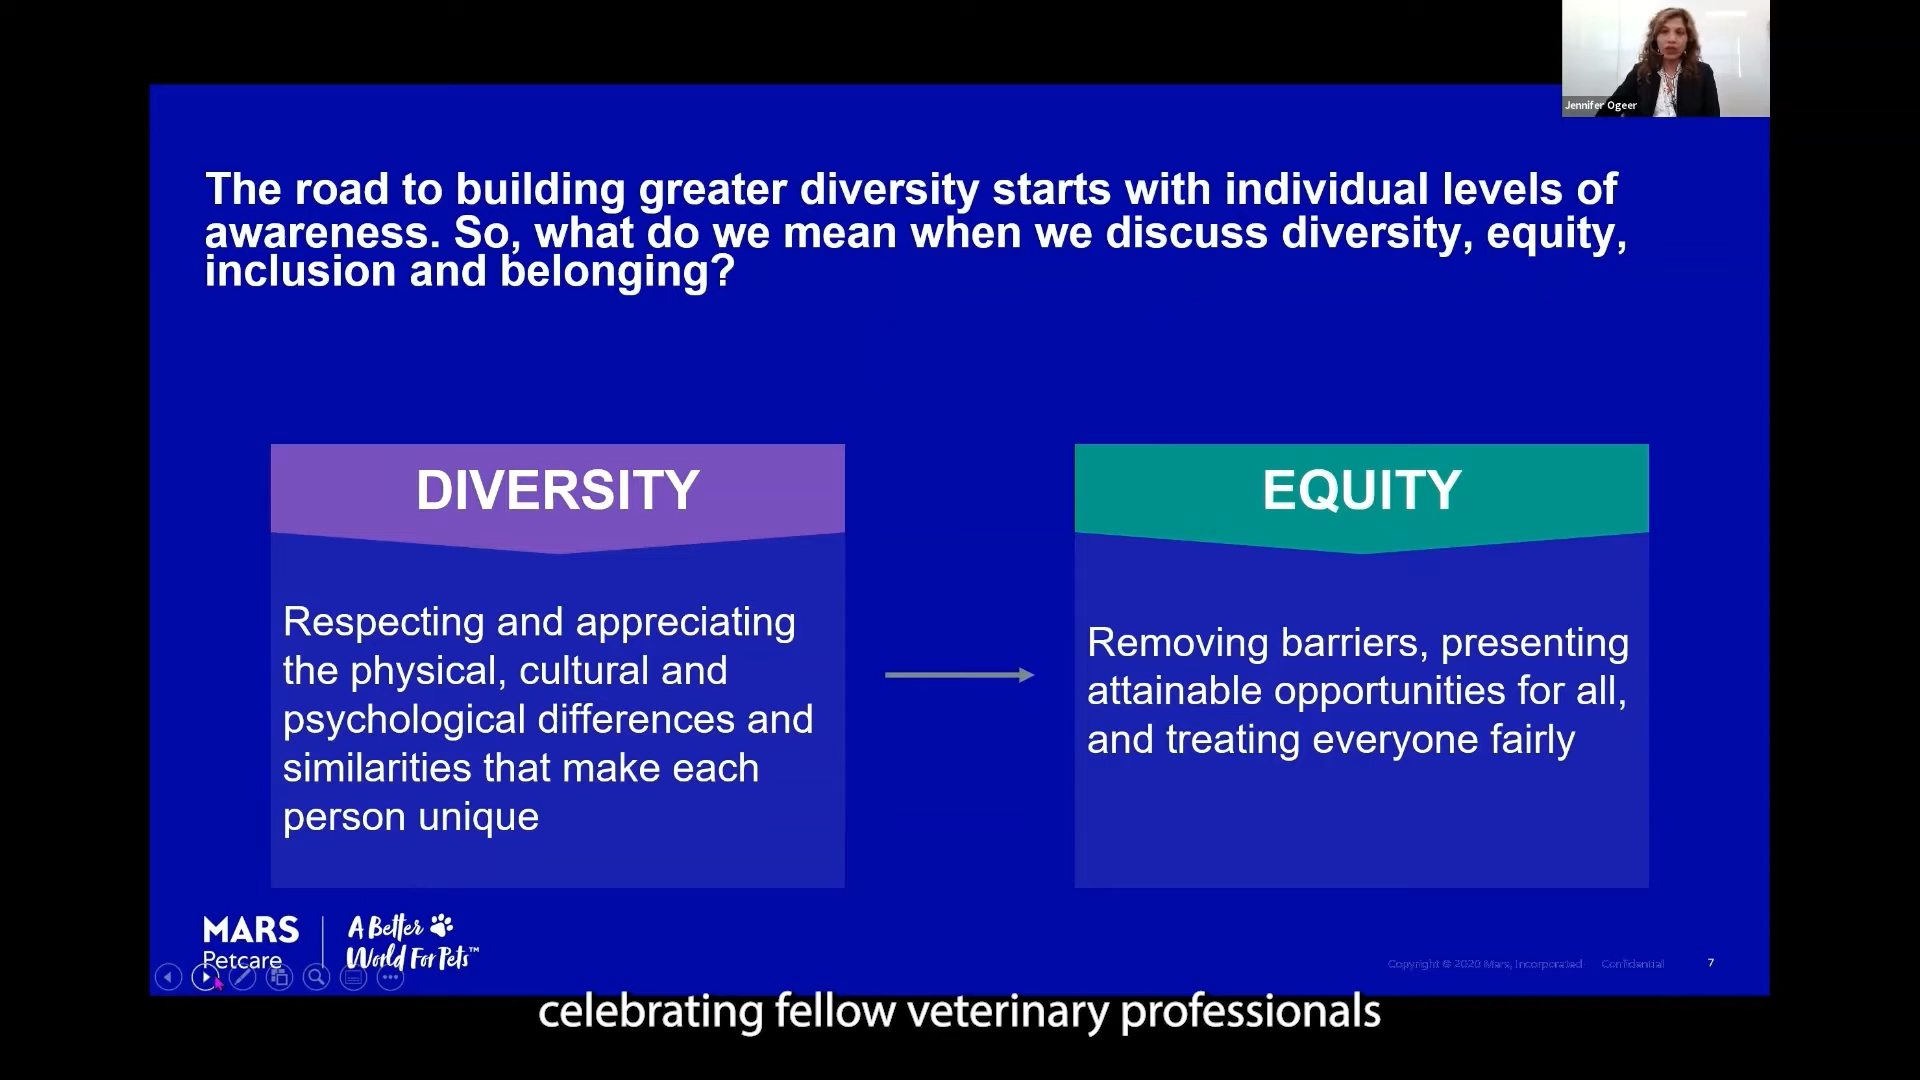 Jennifer Ogeer
The road to building greater diversity starts with individual levels of
awareness. So, what do we mean when we discuss diversity, equity,
inclusion and belonging?
DIVERSITY
Respecting and appreciating
the physical, cultural and
psychological differences and
similarities that make each
person unique
EQUITY
Removing barriers, presenting
attainable opportunities for all,
and treating everyone fairly
MARS
Petcare
A Better
World For Pets™
Copyright © 2020 Mars, Incorporated Confidential
7
celebrating fellow veterinary professionals